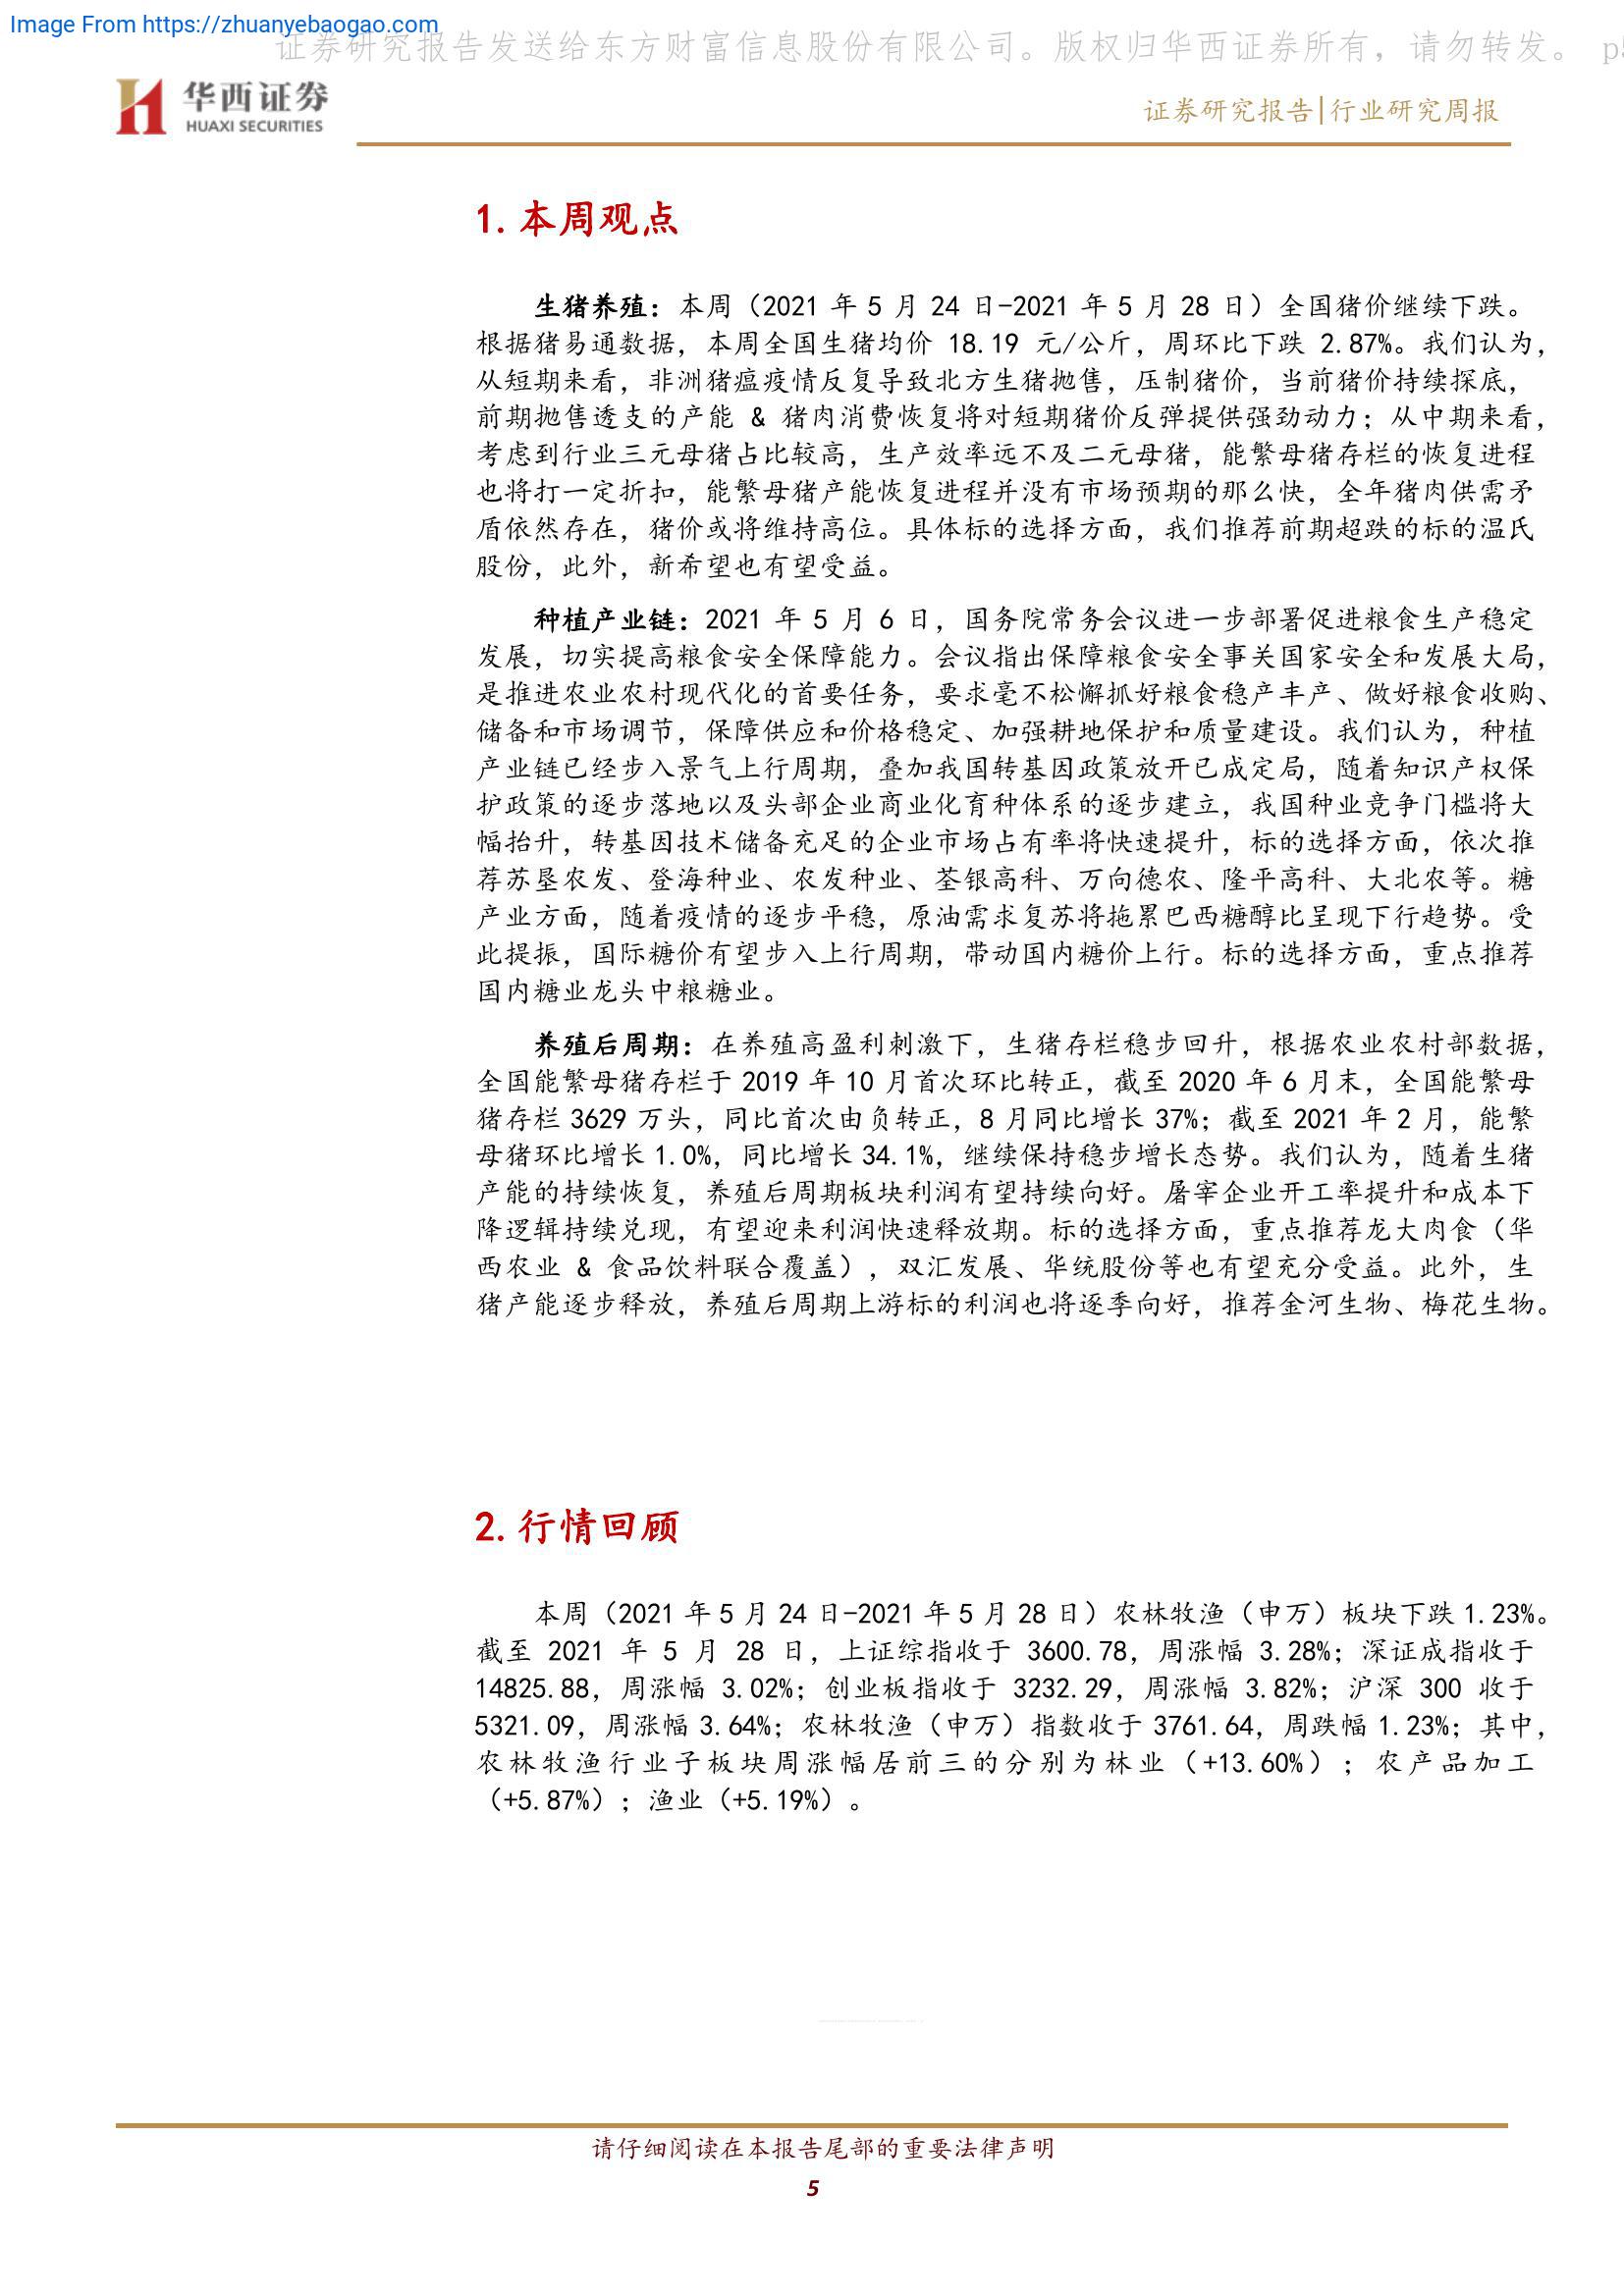 Image From https://zhuanyebaogao.com
证券研究报告发送给东方财富信息股份有限公司。版权归华西证券所有，请勿转发。 p5
华西证券
HUAXI SECURITIES
证券研究报告|行业研究周报
1.本周观点
生猪养殖：本周（2021 年 5 月 24 日-2021 年 5 月 28 日）全国猪价继续下跌。
根据猪易通数据，本周全国生猪均价 18.19 元/公斤，周环比下跌 2.87%。我们认为，
从短期来看，非洲猪瘟疫情反复导致北方生猪抛售，压制猪价，当前猪价持续探底，
前期抛售透支的产能 & 猪肉消费恢复将对短期猪价反弹提供强劲动力；从中期来看，
考虑到行业三元母猪占比较高，生产效率远不及二元母猪，能繁母猪存栏的恢复进程
也将打一定折扣，能繁母猪产能恢复进程并没有市场预期的那么快，全年猪肉供需矛
盾依然存在，猪价或将维持高位。具体标的选择方面，我们推荐前期超跌的标的温氏
股份，此外，新希望也有望受益。
种植产业链：2021 年 5 月 6 日，国务院常务会议进一步部署促进粮食生产稳定
发展，切实提高粮食安全保障能力。会议指出保障粮食安全事关国家安全和发展大局，
是推进农业农村现代化的首要任务，要求毫不松懈抓好粮食稳产丰产、做好粮食收购、
储备和市场调节，保障供应和价格稳定、加强耕地保护和质量建设。我们认为，种植
产业链已经步入景气上行周期，叠加我国转基因政策放开已成定局，随着知识产权保
护政策的逐步落地以及头部企业商业化育种体系的逐步建立，我国种业竞争门槛将大
幅抬升，转基因技术储备充足的企业市场占有率将快速提升，标的选择方面，依次推
荐苏垦农发、登海种业、农发种业、荃银高科、万向德农、隆平高科、大北农等。糖
产业方面，随着疫情的逐步平稳，原油需求复苏将拖累巴西糖醇比呈现下行趋势。受
此提振，国际糖价有望步入上行周期，带动国内糖价上行。标的选择方面，重点推荐
国内糖业龙头中粮糖业。
养殖后周期：在养殖高盈利刺激下，生猪存栏稳步回升，根据农业农村部数据，
全国能繁母猪存栏于 2019 年 10 月首次环比转正，截至 2020 年 6 月末，全国能繁母
猪存栏 3629 万头，同比首次由负转正，8 月同比增长 37%；截至 2021 年 2 月，能繁
母猪环比增长 1.0%，同比增长 34.1%，继续保持稳步增长态势。我们认为，随着生猪
产能的持续恢复，养殖后周期板块利润有望持续向好。屠宰企业开工率提升和成本下
降逻辑持续兑现，有望迎来利润快速释放期。标的选择方面，重点推荐龙大肉食（华
西农业 & 食品饮料联合覆盖），双汇发展、华统股份等也有望充分受益。此外，生
猪产能逐步释放，养殖后周期上游标的利润也将逐季向好，推荐金河生物、梅花生物。
2.行情回顾
本周（2021 年 5 月 24 日-2021 年 5 月 28 日）农林牧渔（申万）板块下跌 1.23%。
截至 2021 年 5 月 28 日，上证综指收于 3600.78，周涨幅 3.28%；深证成指收于
14825.88，周涨幅 3.02%；创业板指收于 3232.29，周涨幅 3.82%；沪深 300 收于
5321.09，周涨幅 3.64%；农林牧渔（申万）指数收于 3761.64，周跌幅 1.23%；其中，
农林牧渔行业子板块周涨幅居前三的分别为林业（+13.60%）；农产品加工
（+5.87%）；渔业（+5.19%）。
请仔细阅读在本报告尾部的重要法律声明
5